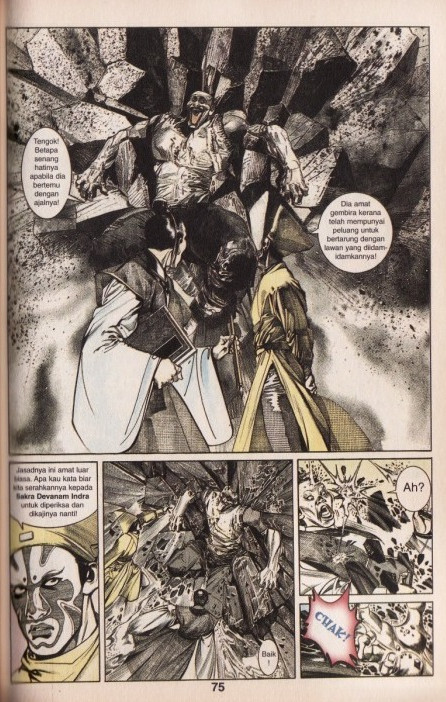 Tengok!
Betapa
senang
hatinya
apabila dia
bertemu
dengan
ajalnya!
Dia amat
gembira kerana
telah mempunyai
peluang untuk
bertarung dengan
lawan yang diidam-
idamkannya!
Jasadnya ini amat luar
biasa. Apa kau kata biar
kita serahkannya kepada
Sakra Devanam Indra
untuk diperiksa dan
dikajinya nanti!
Baik
!
Ah?
CHAK!
75